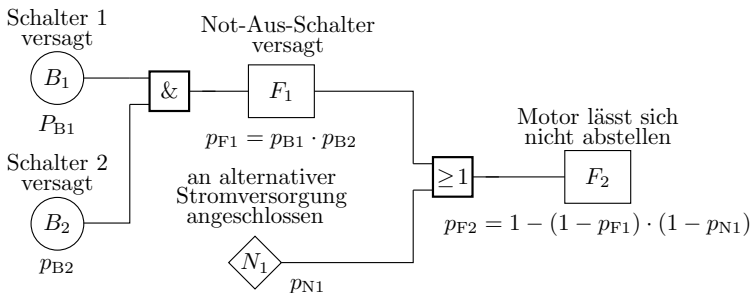 Schalter 1
versagt
B₁
P_B1
&
Not-Aus-Schalter
versagt
F₁
p_F1 = p_B1 · p_B2
Schalter 2
versagt
B₂
p_B2
an alternativer
Stromversorgung
angeschlossen
N₁
p_N1
≥1
Motor lässt sich
nicht abstellen
F₂
p_F2 = 1 − (1 − p_F1) · (1 − p_N1)